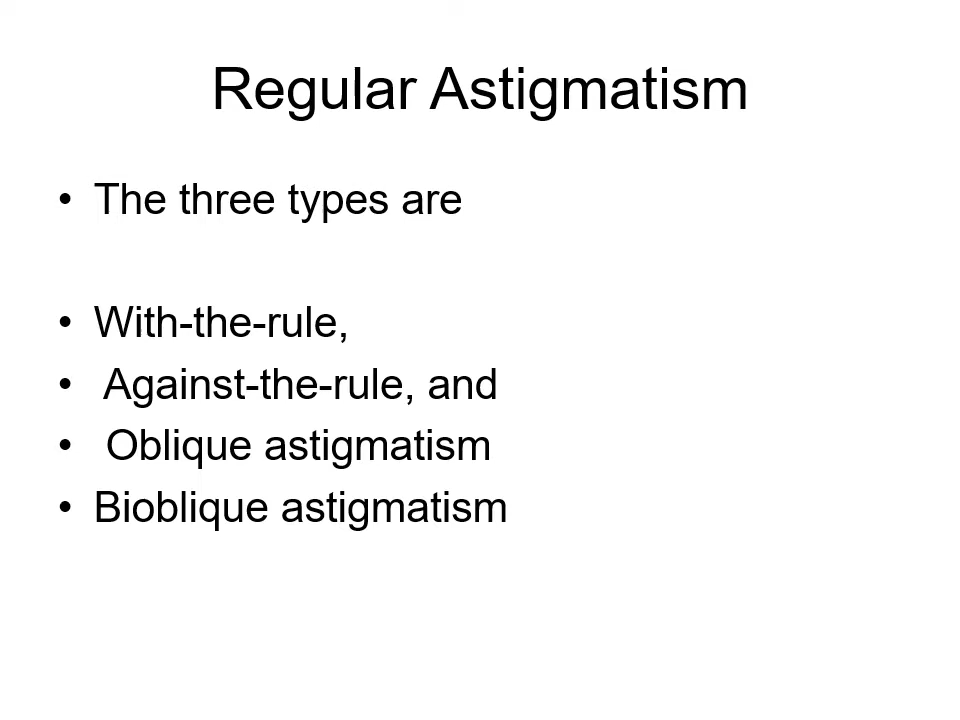 Regular Astigmatism
• The three types are
• With-the-rule,
• Against-the-rule, and
• Oblique astigmatism
• Bioblique astigmatism